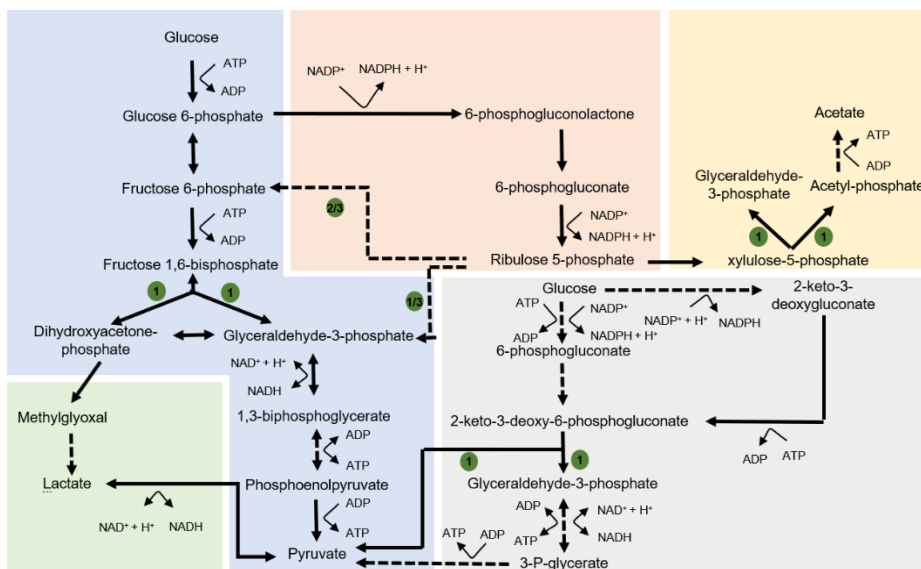 Glucose
ATP
ADP
Glucose 6-phosphate
Fructose 6-phosphate
ATP
ADP
Fructose 1,6-bisphosphate
1
1
Dihydroxyacetone-
phosphate
Glyceraldehyde-3-phosphate
NAD⁺ + H⁺
NADH
1,3-biphosphoglycerate
ADP
ATP
Phosphoenolpyruvate
ADP
ATP
Pyruvate
Methylglyoxal
Lactate
NAD⁺ + H⁺
NADH
NADP⁺
NADPH + H⁺
6-phosphogluconolactone
6-phosphogluconate
NADP⁺
NADPH + H⁺
Ribulose 5-phosphate
2/3
1/3
Acetate
ATP
ADP
Glyceraldehyde-
3-phosphate
Acetyl-phosphate
1
1
xylulose-5-phosphate
Glucose
ATP
ADP
NADP⁺
NADPH + H⁺
NADP⁺ + H⁺
NADPH
2-keto-3-
deoxygluconate
6-phosphogluconate
2-keto-3-deoxy-6-phosphogluconate
ADP
ATP
1
1
Glyceraldehyde-3-phosphate
ADP
ATP
NAD⁺ + H⁺
NADH
ATP
ADP
3-P-glycerate